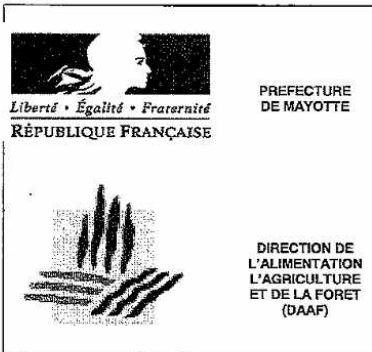 Liberté • Égalité • Fraternité
RÉPUBLIQUE FRANÇAISE
PREFECTURE
DE MAYOTTE
DIRECTION DE
L'ALIMENTATION
L'AGRICULTURE
ET DE LA FORET
(DAAF)